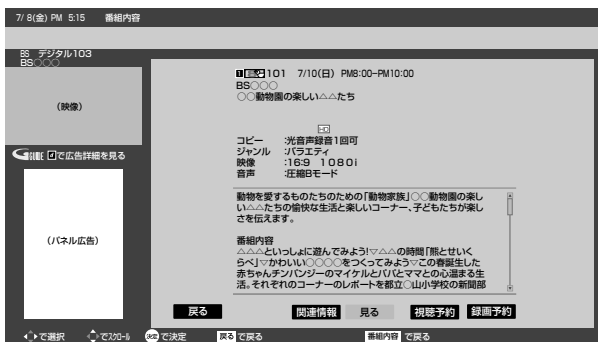 7/ 8(金) PM 5:15 番組内容
BS デジタル103
BS○○○
(映像)
GUIDE 4で広告詳細を見る
(パネル広告)
101 7/10(日) PM8:00-PM10:00
BS○○○
○○動物園の楽しい△△たち
HD
コピー :光音声録音1回可
ジャンル :バラエティ
映像 :16:9 1080i
音声 :圧縮Bモード
動物を愛するものたちのための「動物家族」○○動物園の楽し
い△△たちの愉快な生活と楽しいコーナー、子どもたちが楽し
さを伝えます。
番組内容
△△△といっしょに遊んでみよう!▽△△の時間「熊とせいく
らべ」▽かわいい○○○○をつくってみよう▽この春誕生した
赤ちゃんチンパンジーのマイケルとパパとママとの心温まる生
活。それぞれのコーナーのレポートを都立○山小学校の新聞部
戻る 関連情報 見る 視聴予約 録画予約
で選択 でスクロール 決定 で決定 戻る で戻る 番組内容 で戻る